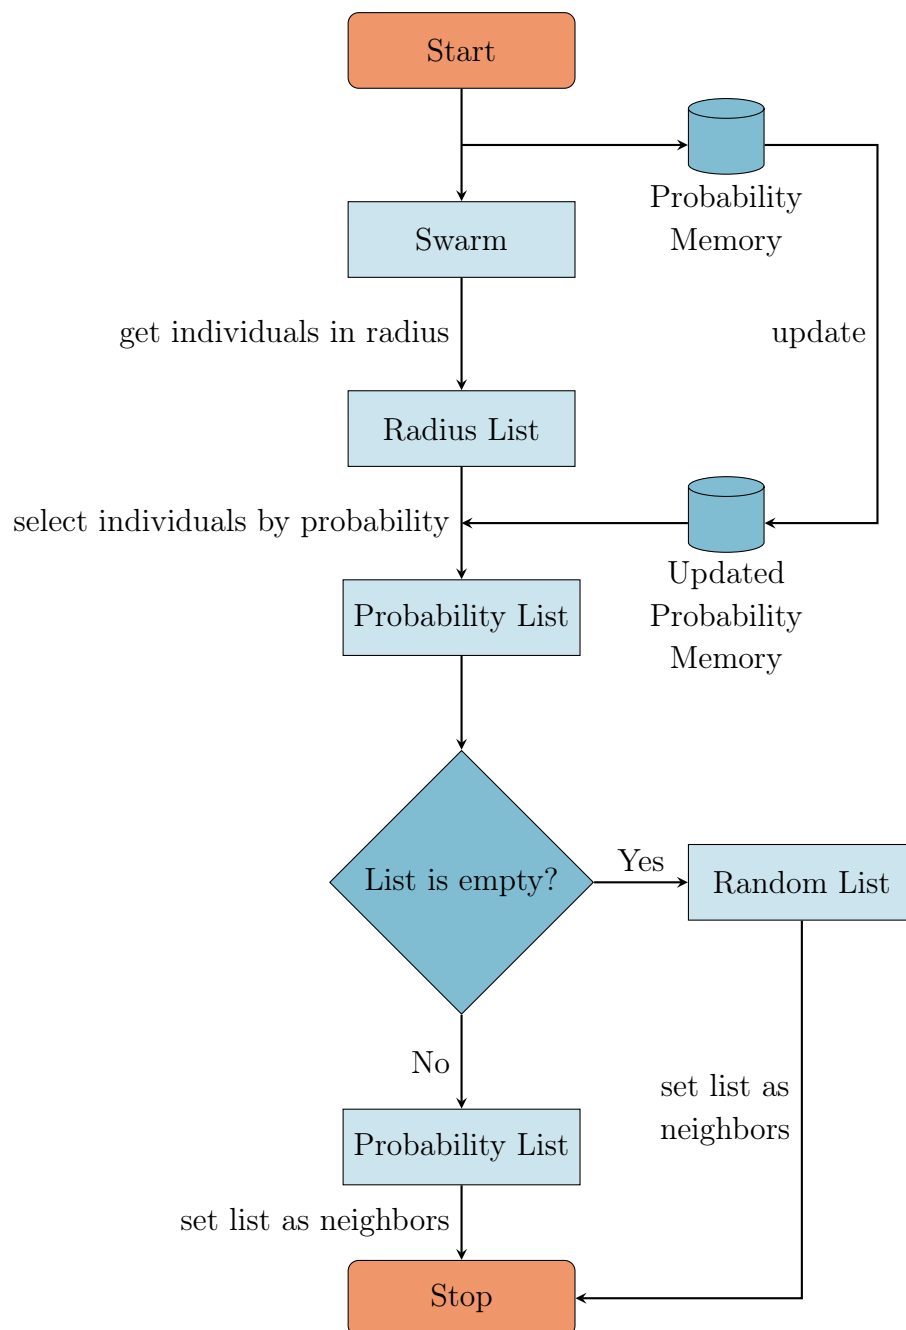 Start
Probability
Memory
Swarm
get individuals in radius
update
Radius List
select individuals by probability
Updated
Probability
Memory
Probability List
List is empty?
Yes
Random List
No
set list as
neighbors
Probability List
set list as neighbors
Stop